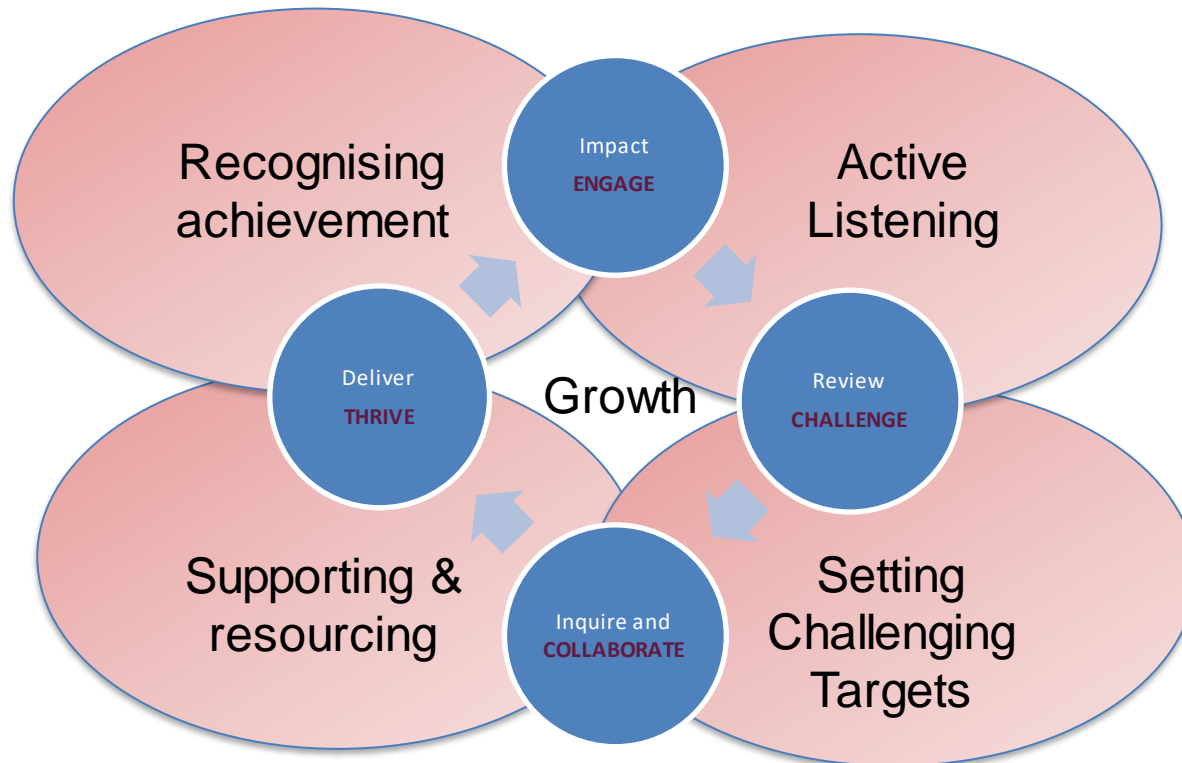 Recognising
achievement
Impact
ENGAGE
Active
Listening
Deliver
THRIVE
Growth
Review
CHALLENGE
Supporting &
resourcing
Inquire and
COLLABORATE
Setting
Challenging
Targets